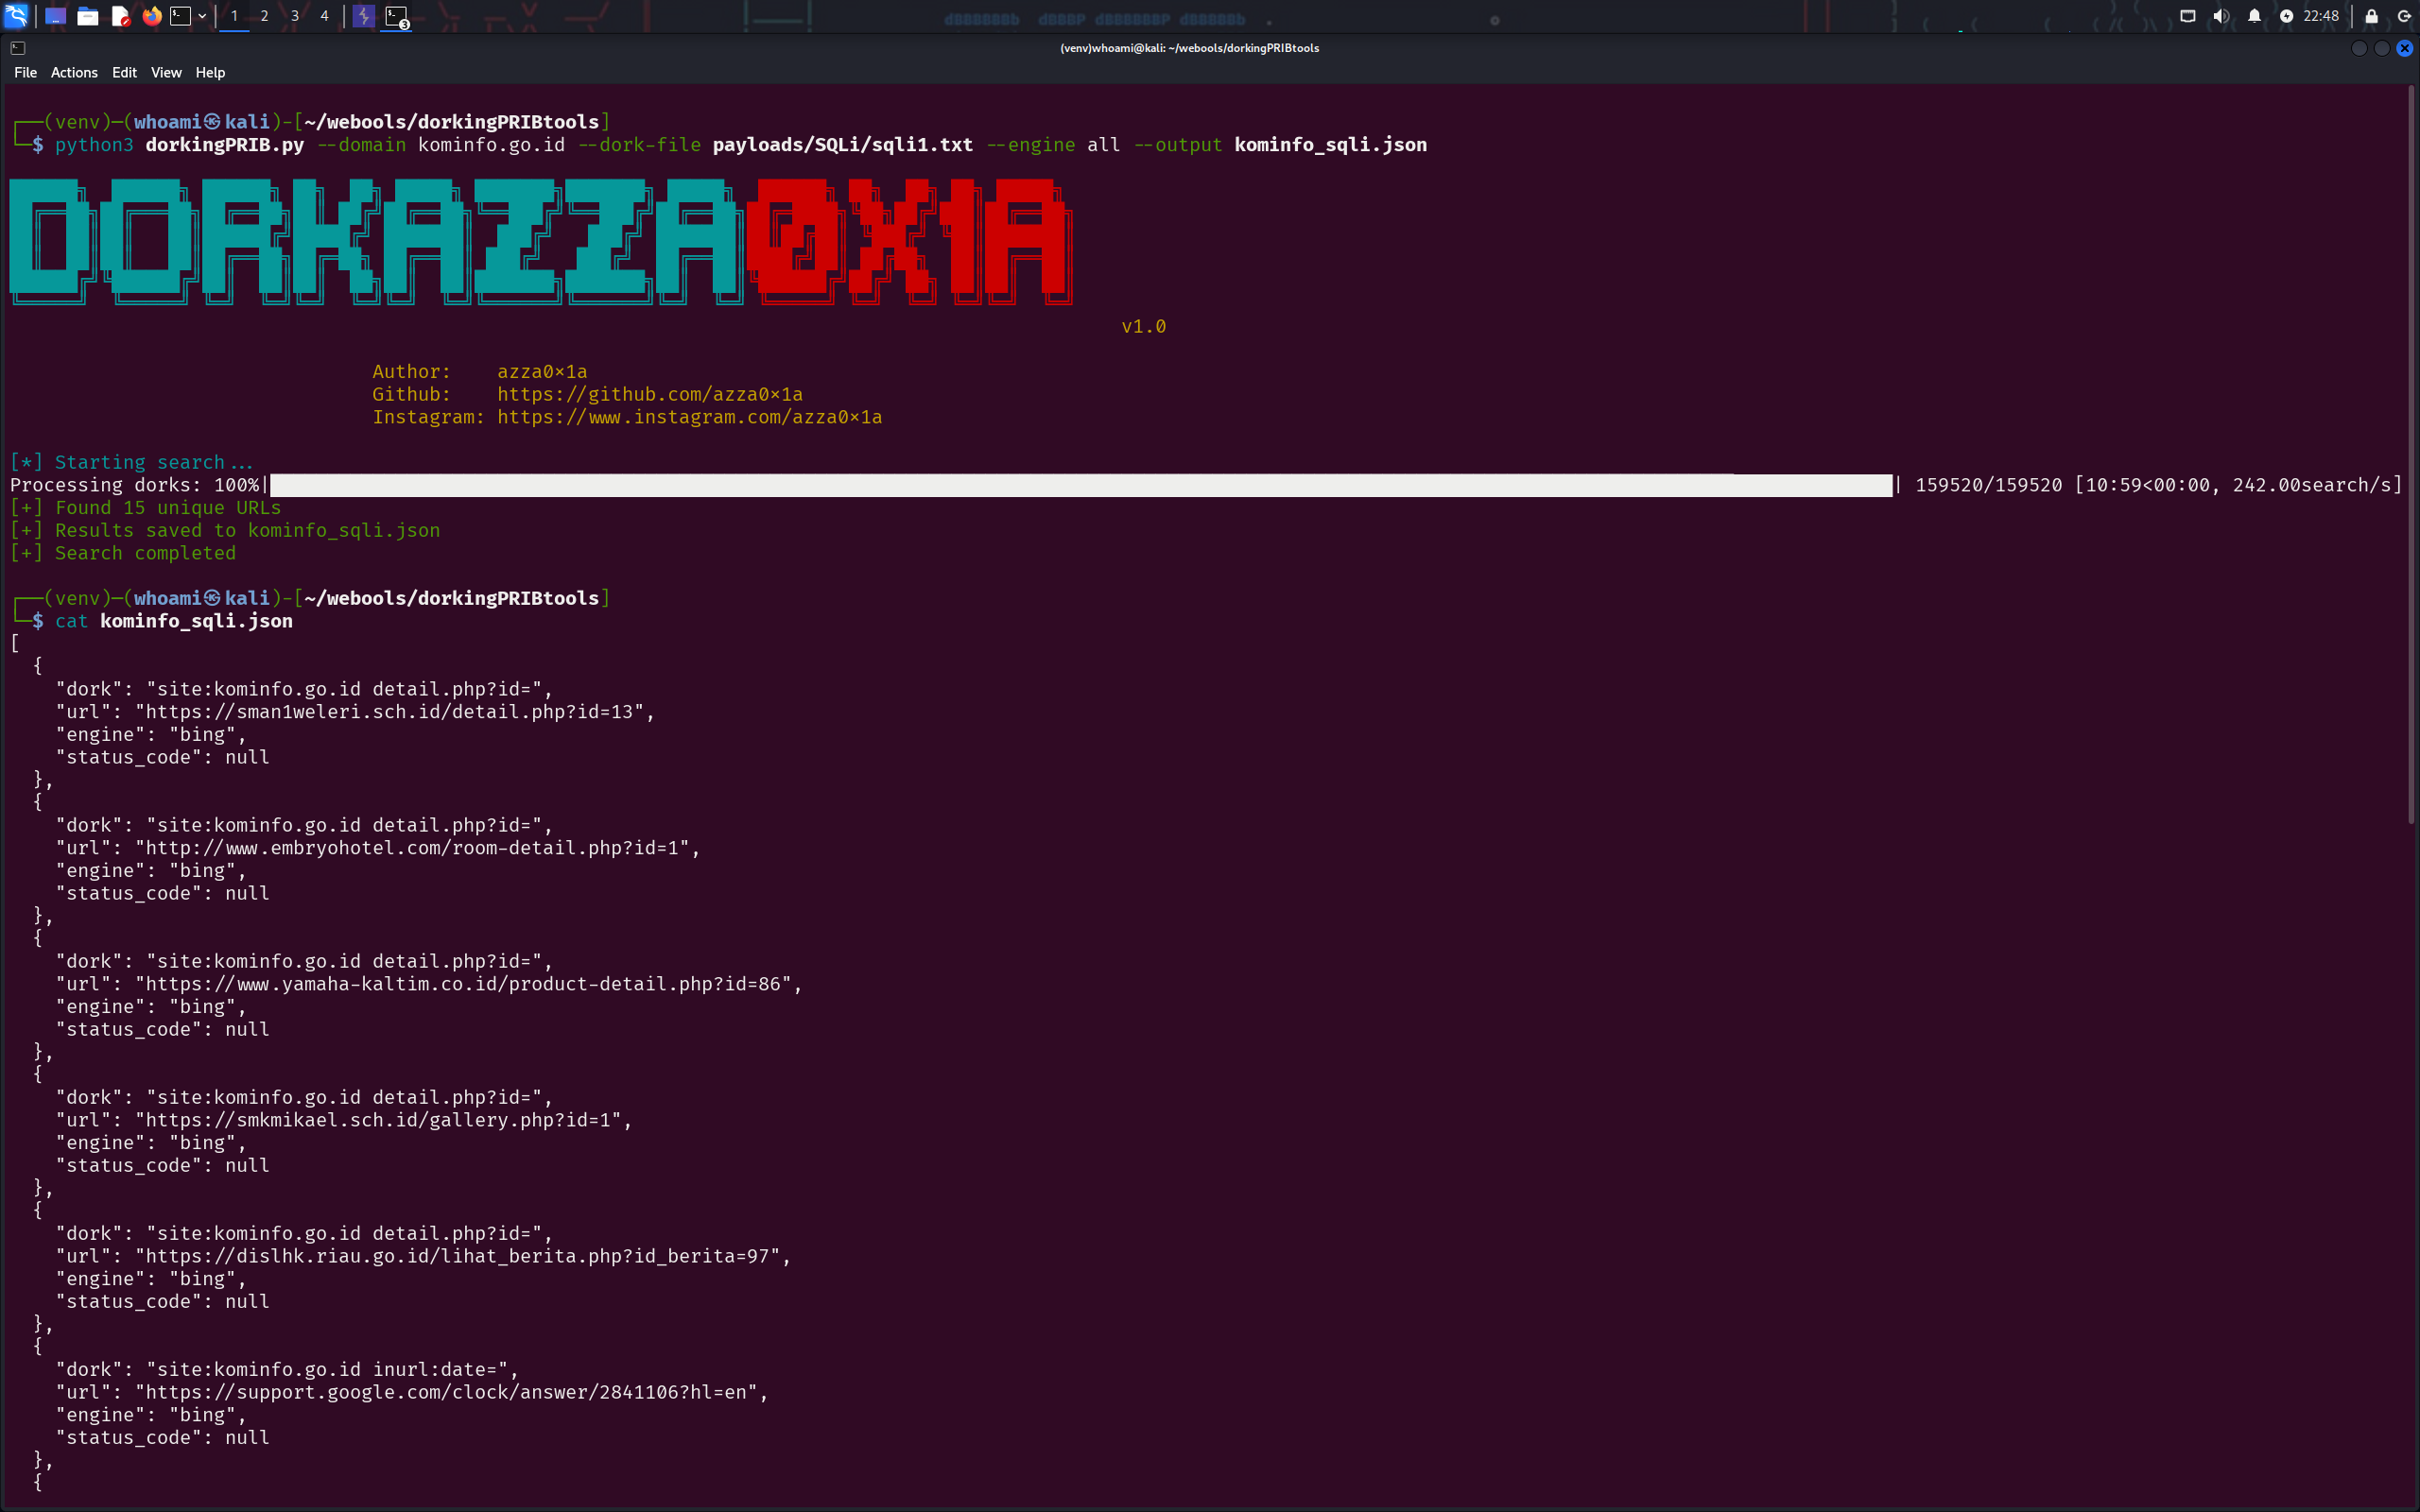 1 2 3 4
3
22:48
(venv)whoami@kali: ~/webools/dorkingPRIBtools
File Actions Edit View Help
(venv)-(whoami㉿kali)-[~/webools/dorkingPRIBtools]
$ python3 dorkingPRIB.py --domain kominfo.go.id --dork-file payloads/SQLi/sqli1.txt --engine all --output kominfo_sqli.json
DORKAZZA0X1A
v1.0
Author: azza0×1a
Github: https://github.com/azza0×1a
Instagram: https://www.instagram.com/azza0×1a
[*] Starting search...
Processing dorks: 100%| | 159520/159520 [10:59<00:00, 242.00search/s]
[+] Found 15 unique URLs
[+] Results saved to kominfo_sqli.json
[+] Search completed
(venv)-(whoami㉿kali)-[~/webools/dorkingPRIBtools]
$ cat kominfo_sqli.json
[
{
"dork": "site:kominfo.go.id detail.php?id=",
"url": "https://sman1weleri.sch.id/detail.php?id=13",
"engine": "bing",
"status_code": null
},
{
"dork": "site:kominfo.go.id detail.php?id=",
"url": "http://www.embryohotel.com/room-detail.php?id=1",
"engine": "bing",
"status_code": null
},
{
"dork": "site:kominfo.go.id detail.php?id=",
"url": "https://www.yamaha-kaltim.co.id/product-detail.php?id=86",
"engine": "bing",
"status_code": null
},
{
"dork": "site:kominfo.go.id detail.php?id=",
"url": "https://smkmikael.sch.id/gallery.php?id=1",
"engine": "bing",
"status_code": null
},
{
"dork": "site:kominfo.go.id detail.php?id=",
"url": "https://dislhk.riau.go.id/lihat_berita.php?id_berita=97",
"engine": "bing",
"status_code": null
},
{
"dork": "site:kominfo.go.id inurl:date=",
"url": "https://support.google.com/clock/answer/2841106?hl=en",
"engine": "bing",
"status_code": null
},
{